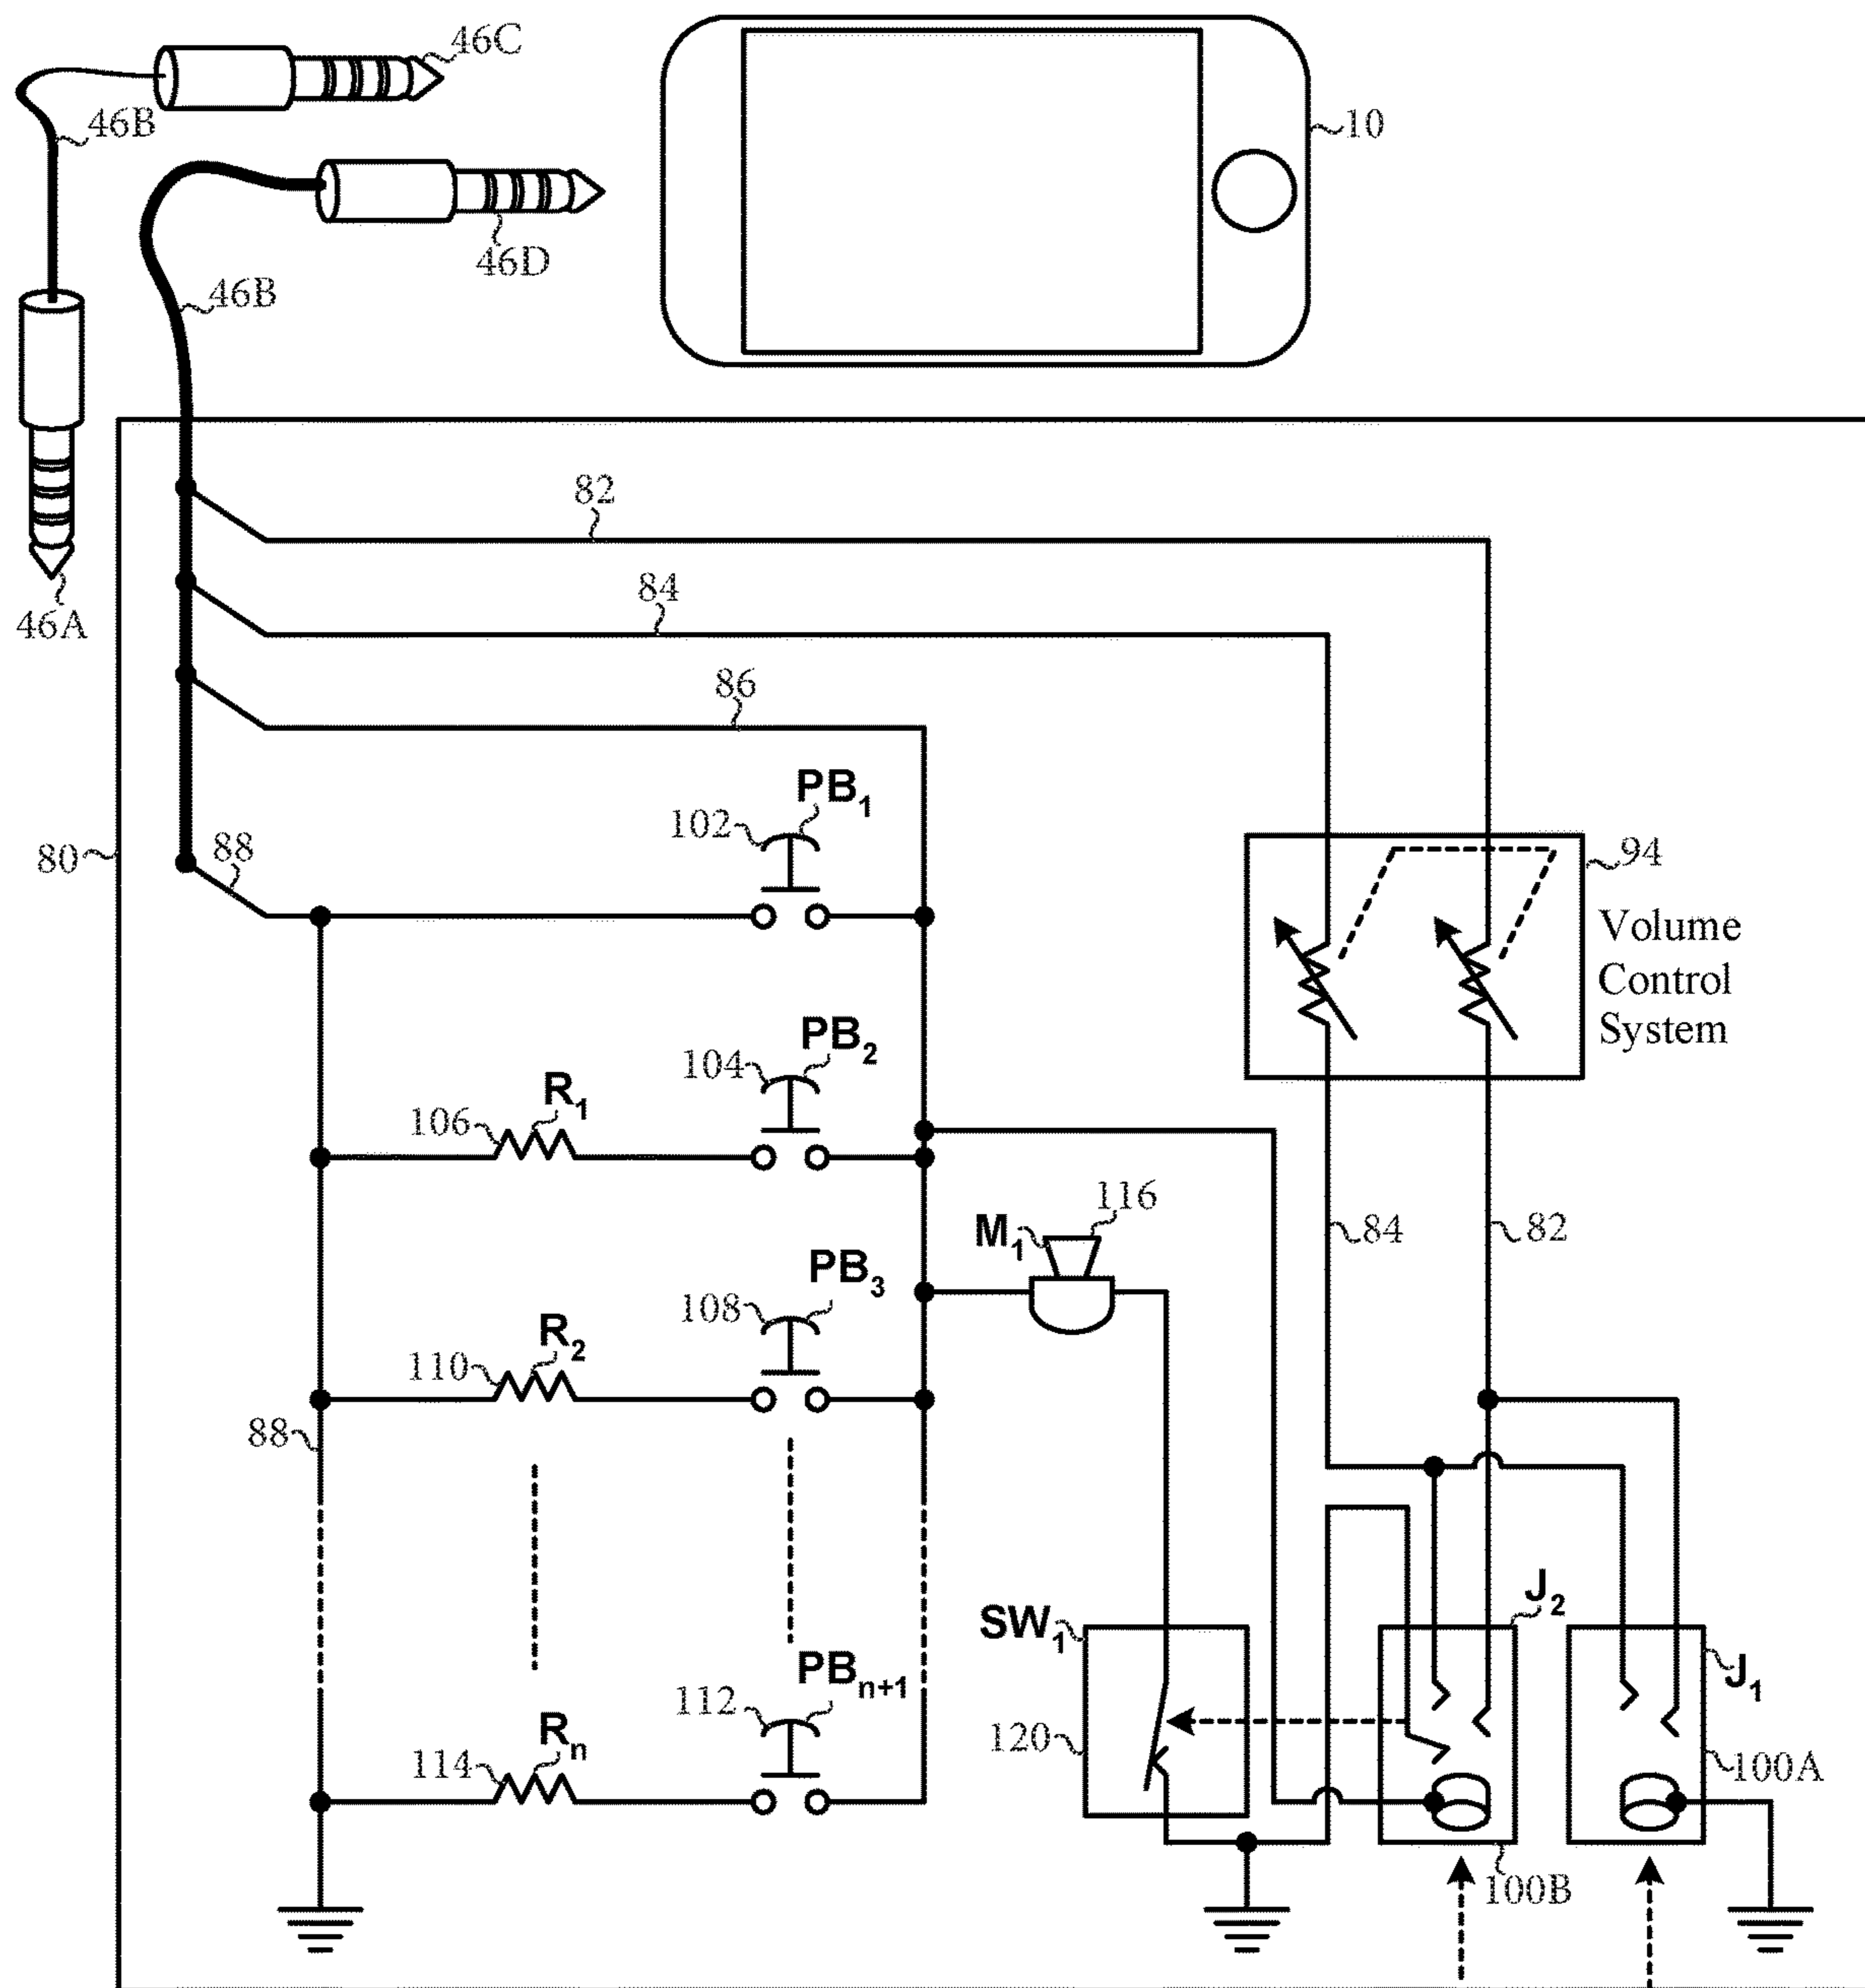 46C
10
46B
46D
46B
46A
82
84
86
PB1
102
80
88
94
Volume
Control
System
PB2
104
R1
106
116
M1
84
82
PB3
108
R2
110
88
J2
SW1
J1
PBn+1
112
Rn
114
120
100A
100B